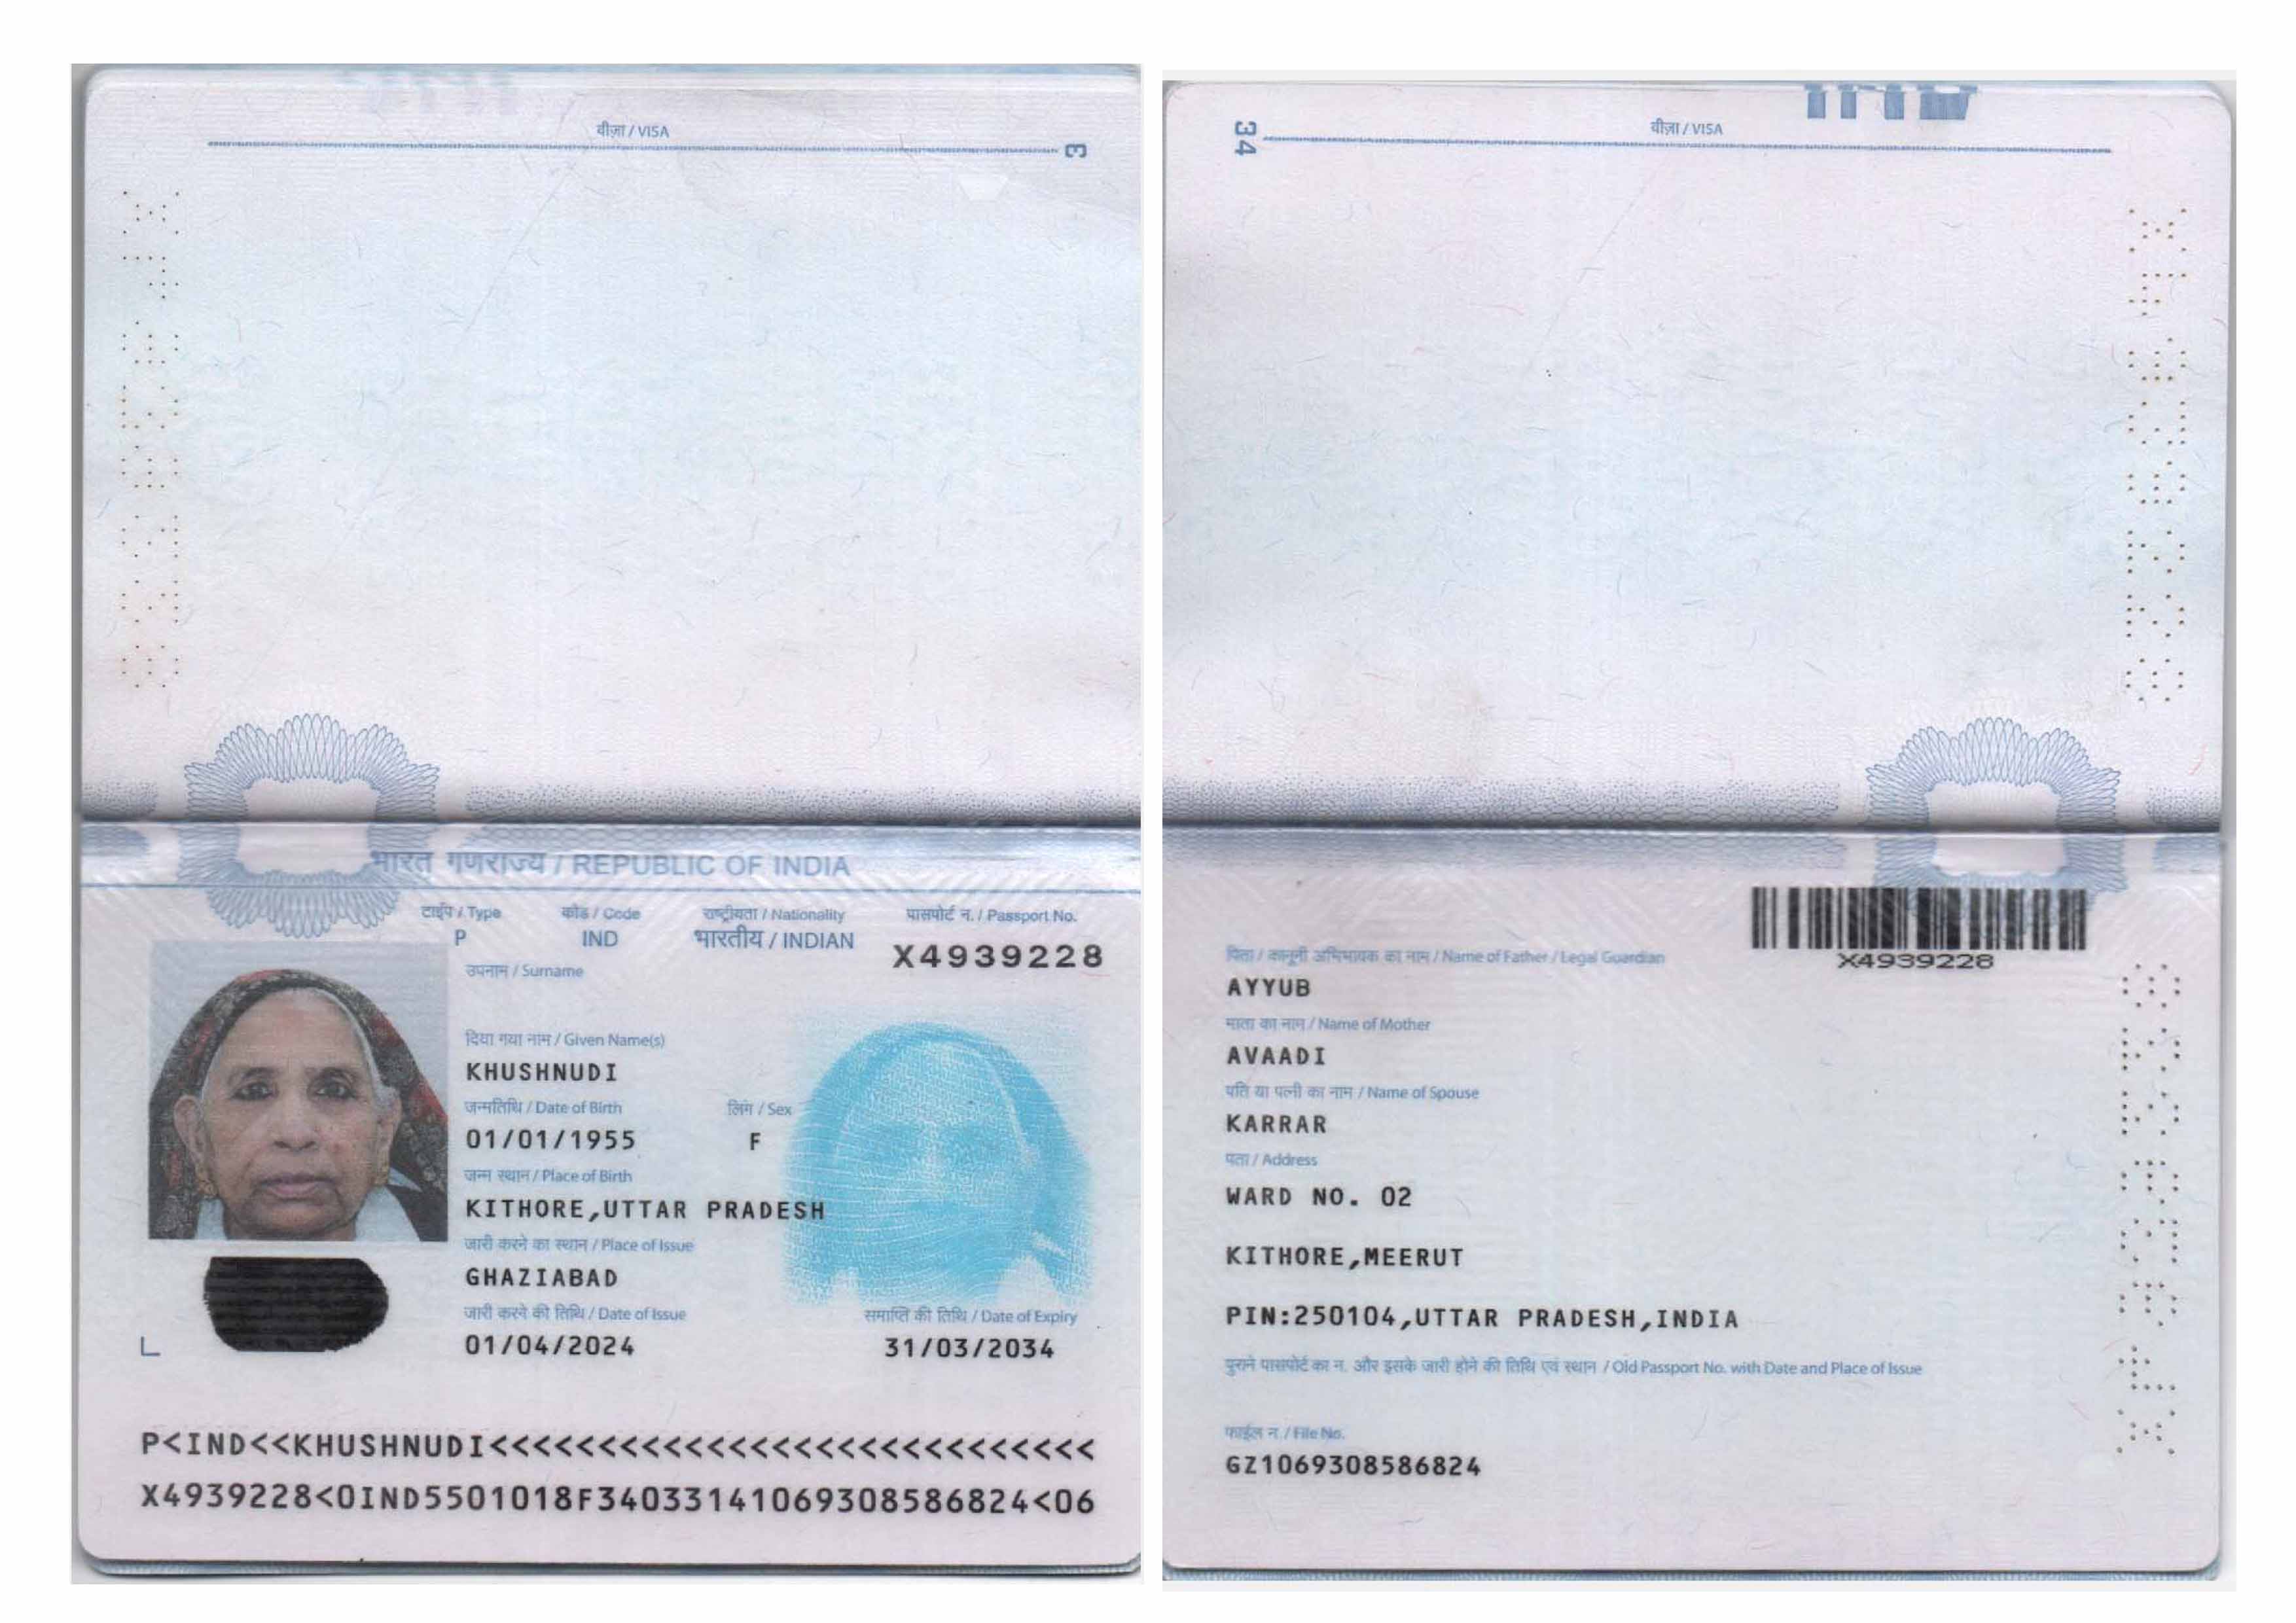 वीज़ा / VISA
3
भारत गणराज्य / REPUBLIC OF INDIA
टाईप / Type
कोड / Code
राष्ट्रीयता / Nationality
पासपोर्ट न. / Passport No.
P
IND
भारतीय / INDIAN
X4939228
उपनाम / Surname
दिया गया नाम / Given Name(s)
KHUSHNUDI
जन्मतिथि / Date of Birth
लिंग / Sex
01/01/1955
F
जन्म स्थान / Place of Birth
KITHORE,UTTAR PRADESH
जारी करने का स्थान / Place of Issue
GHAZIABAD
जारी करने की तिथि / Date of Issue
समाप्ति की तिथि / Date of Expiry
01/04/2024
31/03/2034
L
P<IND<<KHUSHNUDI<<<<<<<<<<<<<<<<<<<<<<<<<<<<
X4939228<0IND5501018F34033141069308586824<06
34
वीज़ा / VISA
X4939228
पिता / कानूनी अभिभावक का नाम / Name of Father / Legal Guardian
AYYUB
माता का नाम / Name of Mother
AVAADI
पति या पत्नी का नाम / Name of Spouse
KARRAR
पता / Address
WARD NO. 02
KITHORE,MEERUT
PIN:250104,UTTAR PRADESH,INDIA
पुराने पासपोर्ट का न. और इसके जारी होने की तिथि एवं स्थान / Old Passport No. with Date and Place of Issue
फाईल न. / File No.
GZ1069308586824